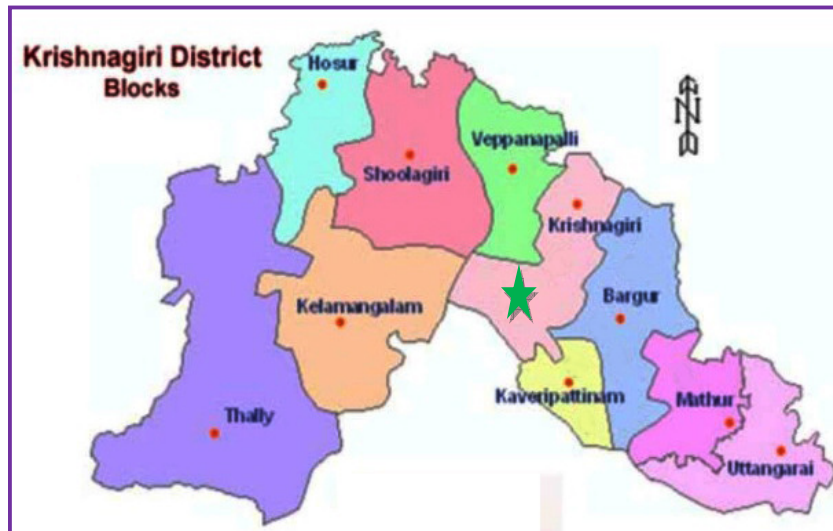 Krishnagiri District
Blocks
Hosur
N
Veppanapalli
Shoolagiri
Krishnagiri
Kelamangalam
Bargur
Kaveripattinam
Mathur
Thally
Uttangarai